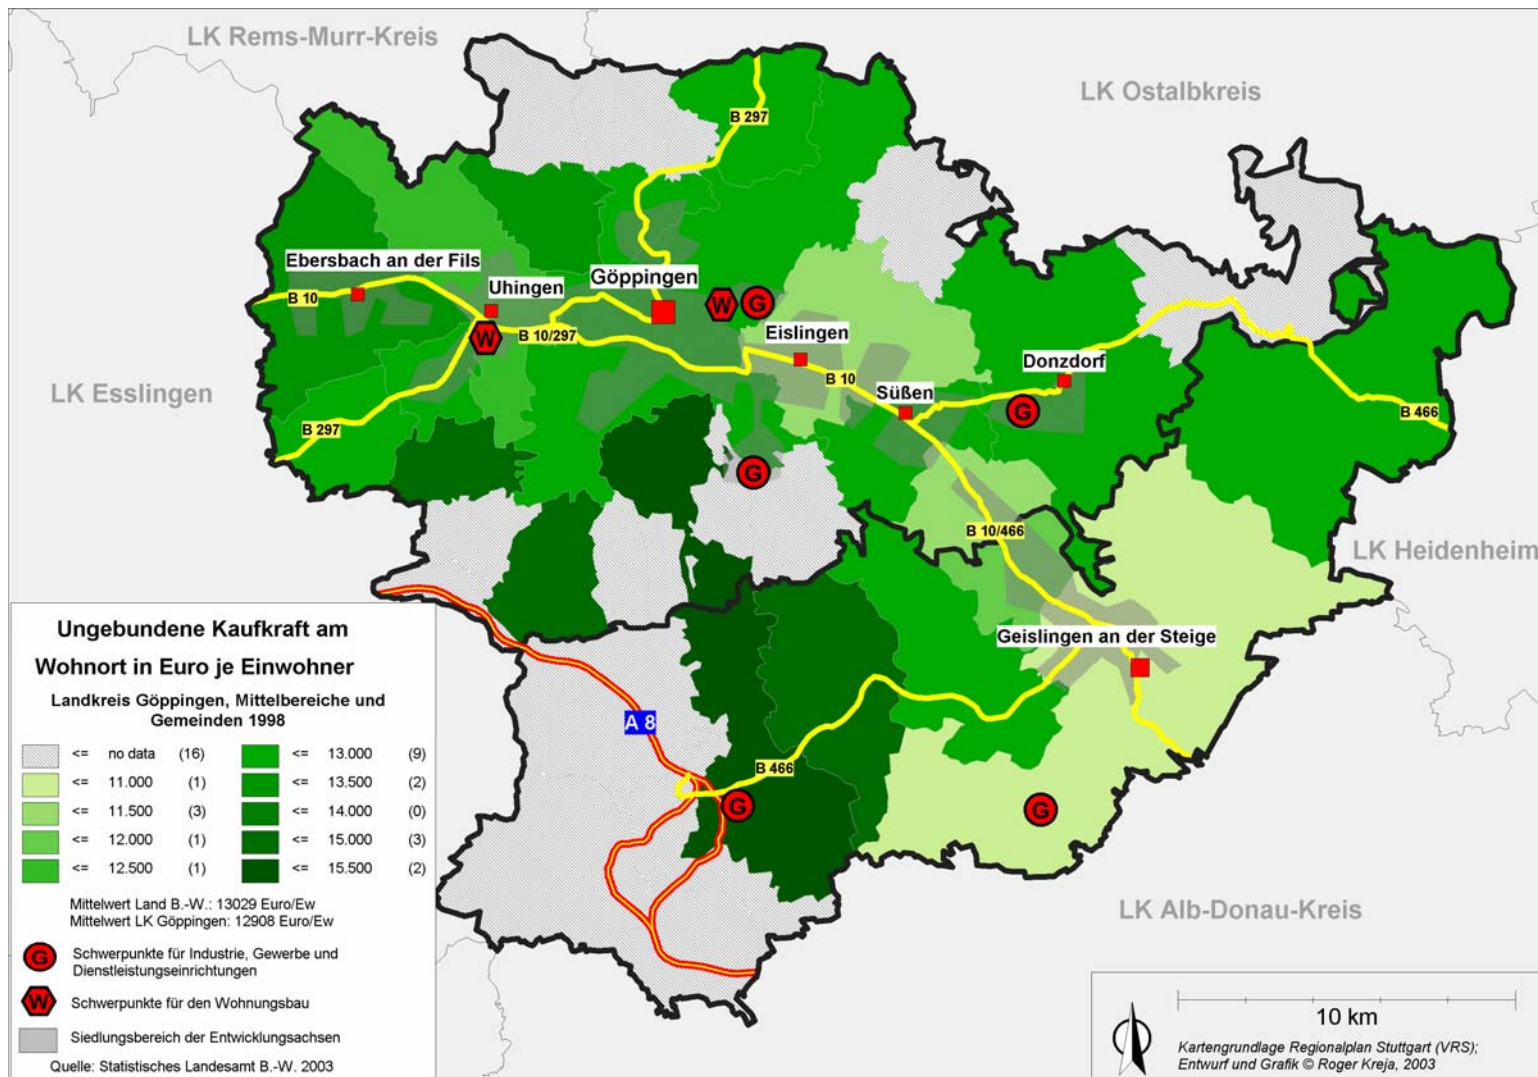 LK Rems-Murr-Kreis
LK Ostalbkreis
B 297
Ebersbach an der Fils
Uhingen
Göppingen
B 10
W
G
W
B 10/297
Eislingen
B 10
Donzdorf
Süßen
LK Esslingen
G
B 466
B 297
G
B 10/466
LK Heidenheim
Geislingen an der Steige
A 8
B 466
G
G
LK Alb-Donau-Kreis
Ungebundene Kaufkraft am
Wohnort in Euro je Einwohner
Landkreis Göppingen, Mittelbereiche und
Gemeinden 1998
<= no data (16) <= 13.000 (9)
<= 11.000 (1) <= 13.500 (2)
<= 11.500 (3) <= 14.000 (0)
<= 12.000 (1) <= 15.000 (3)
<= 12.500 (1) <= 15.500 (2)
Mittelwert Land B.-W.: 13029 Euro/Ew
Mittelwert LK Göppingen: 12908 Euro/Ew
G Schwerpunkte für Industrie, Gewerbe und
Dienstleistungseinrichtungen
W Schwerpunkte für den Wohnungsbau
Siedlungsbereich der Entwicklungsachsen
Quelle: Statistisches Landesamt B.-W. 2003
10 km
Kartengrundlage Regionalplan Stuttgart (VRS);
Entwurf und Grafik © Roger Kreja, 2003